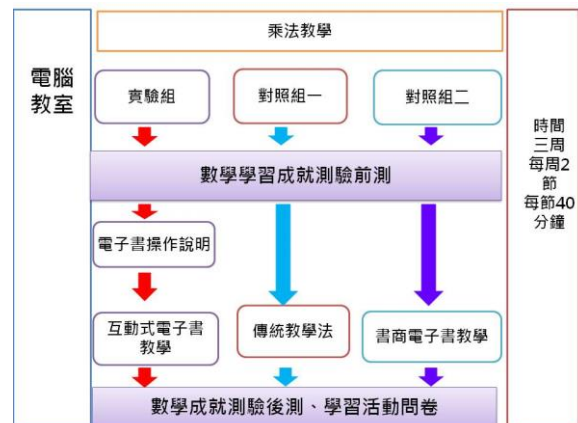 乘法教學
電腦
教室
實驗組
對照組一
對照組二
數學學習成就測驗前測
電子書操作說明
互動式電子書
教學
傳統教學法
書商電子書教學
數學成就測驗後測、學習活動問卷
時間
三周
每周2
節
每節40
分鐘